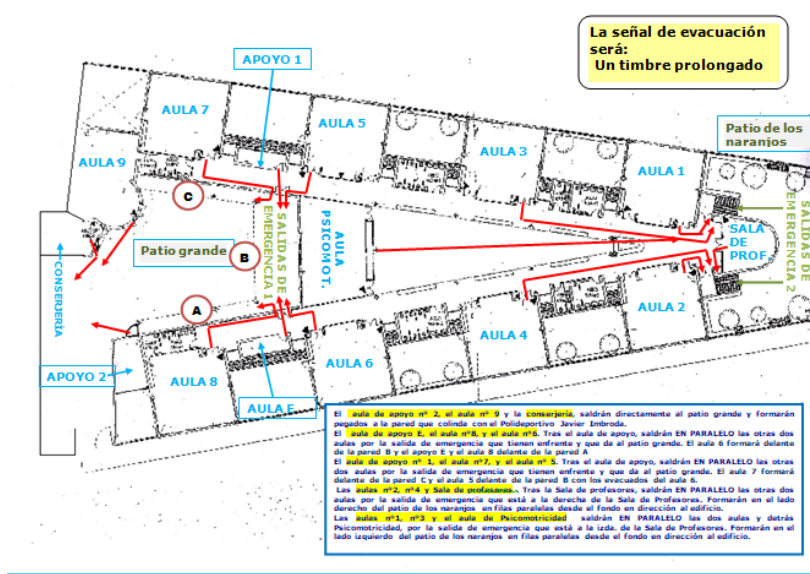 La señal de evacuación
será:
Un timbre prolongado
APOYO 1
AULA 7
AULA 5
AULA 3
AULA 1
Patio de los
naranjos
AULA 9
C
SALIDAS DE
EMERGENCIA 1
AULA
PSICOMOT.
SALA
DE
PROF.
SALIDAS DE
EMERGENCIA 2
Patio grande
B
CONSERJERÍA
A
AULA 2
AULA 4
AULA 6
APOYO 2
AULA 8
AULA E
El aula de apoyo nº 2, el aula nº 9 y la conserjería, saldrán directamente al patio grande y formarán
pegados a la pared que colinda con el Polideportivo Javier Imbroda.
El aula de apoyo E, el aula nº8, y el aula nº6. Tras el aula de apoyo, saldrán EN PARALELO las otras dos
aulas por la salida de emergencia que tienen enfrente y que da al patio grande. El aula 6 formará delante
de la pared B y el apoyo E y el aula 8 delante de la pared A
El aula de apoyo nº 1, el aula nº7, y el aula nº 5. Tras el aula de apoyo, saldrán EN PARALELO las otras
dos aulas por la salida de emergencia que tienen enfrente y que da al patio grande. El aula 7 formará
delante de la pared C y el aula 5 delante de la pared B con los evacuados del aula 6.
Las aulas nº2, nº4 y Sala de profesores. Tras la Sala de profesores, saldrán EN PARALELO las otras dos
aulas por la salida de emergencia que está a la derecha de la Sala de Profesores. Formarán en el lado
derecho del patio de los naranjos en filas paralelas desde el fondo en dirección al edificio.
Las aulas nº1, nº3 y el aula de Psicomotricidad saldrán EN PARALELO las dos aulas y detrás
Psicomotricidad, por la salida de emergencia que está a la izda. de la Sala de Profesores. Formarán en el
lado izquierdo del patio de los naranjos en filas paralelas desde el fondo en dirección al edificio.